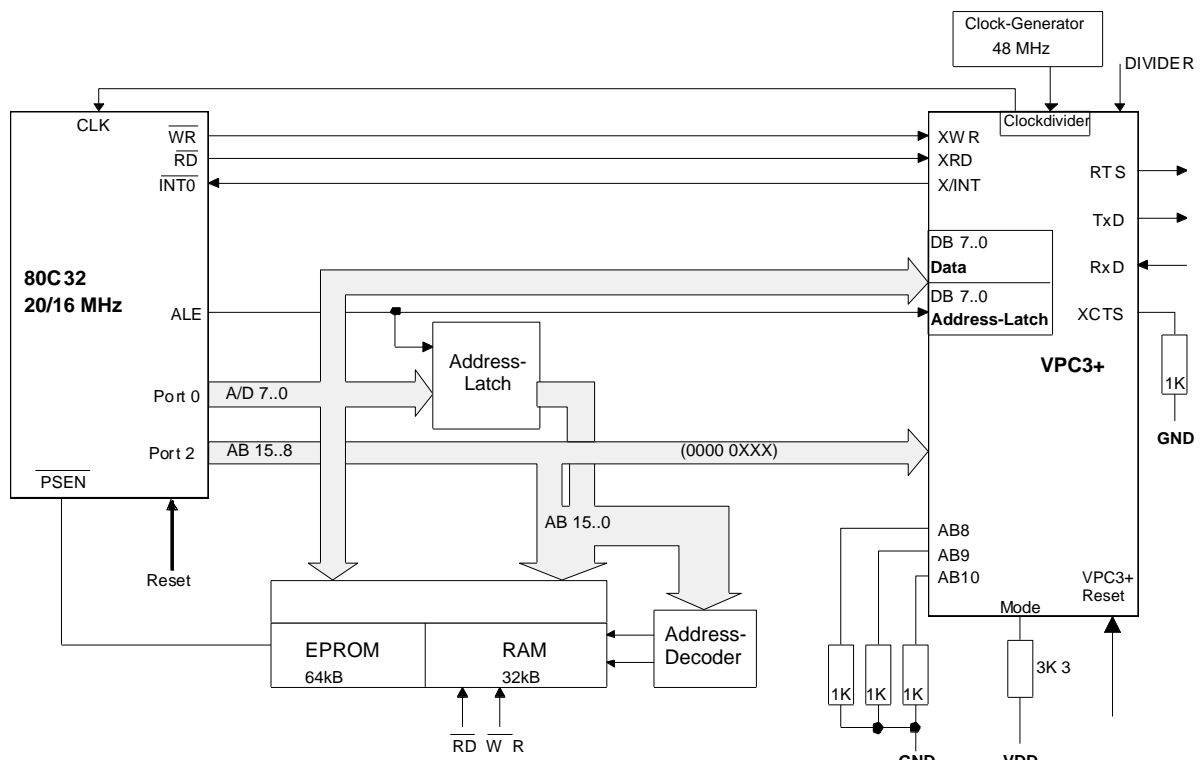 Clock-Generator
48 MHz
DIVIDER
CLK
Clockdivider
WR
XWR
RD
XRD
INT0
X/INT
RTS
TxD
DB 7..0
Data
RxD
80C32
20/16 MHz
DB 7..0
Address-Latch
ALE
XCTS
Address-
Latch
VPC3+
1K
Port 0
A/D 7..0
GND
Port 2
AB 15..8
(0000 0XXX)
PSEN
AB 15..0
AB8
AB9
AB10
Reset
VPC3+
Reset
Mode
EPROM
64kB
RAM
32kB
Address-
Decoder
1K
1K
1K
3K 3
RD
W R
GND
VDD